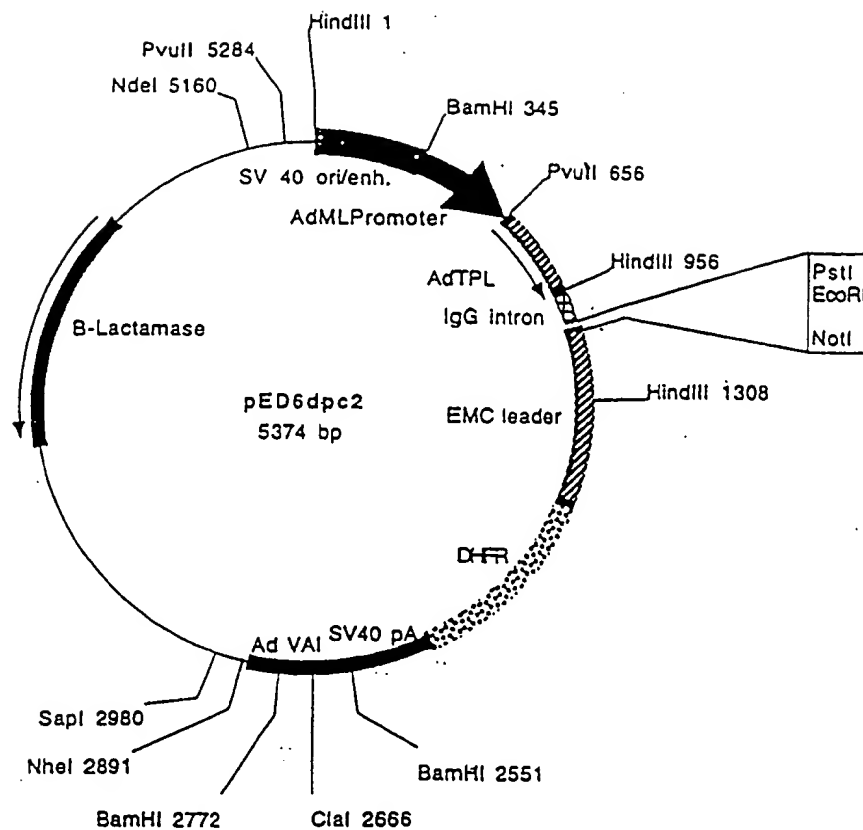 HindIII 1
PvuII 5284
NdeI 5160
BamHI 345
SV 40 ori/enh.
PvuII 656
AdMLPromoter
HindIII 956
AdTPL
PstI
EcoRI
IgG intron
NotI
B-Lactamase
HindIII 1308
pED6dpc2
EMC leader
5374 bp
DHFR
SV40 pA
Ad VAI
SapI 2980
NheI 2891
BamHI 2551
BamHI 2772
ClaI 2666